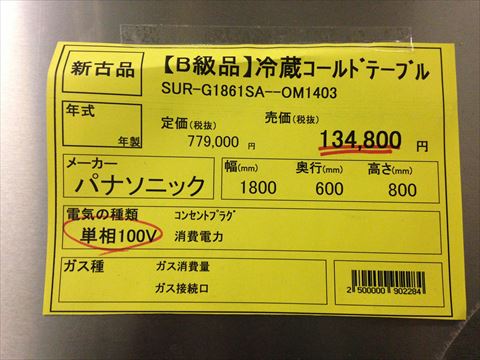 新古品
【B級品】冷蔵コールドテーブル
SUR-G1861SA--OM1403
年式
年製
定価(税抜) 売価(税抜)
779,000 円 134,800 円
メーカー
パナソニック
幅(mm) 奥行(mm) 高さ(mm)
1800 600 800
電気の種類 コンセントプラグ
単相100V 消費電力
ガス種 ガス消費量
ガス接続口
2 500000 902284